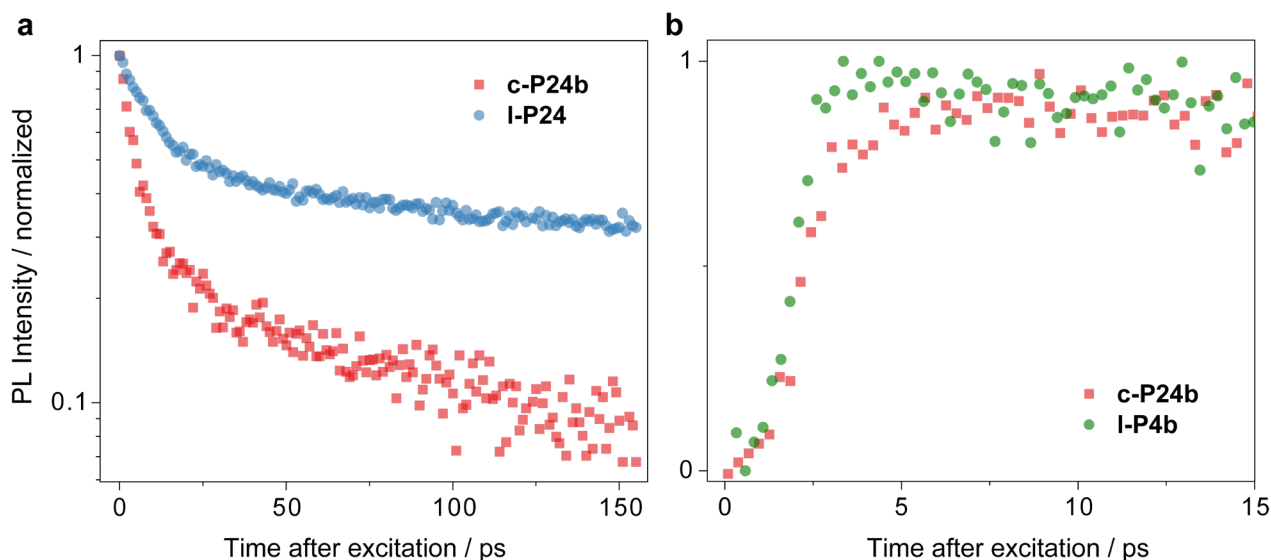 a
1
0.1
PL Intensity / normalized
c-P24b
l-P24
0
50
100
150
Time after excitation / ps
b
1
0
c-P24b
l-P4b
0
5
10
15
Time after excitation / ps